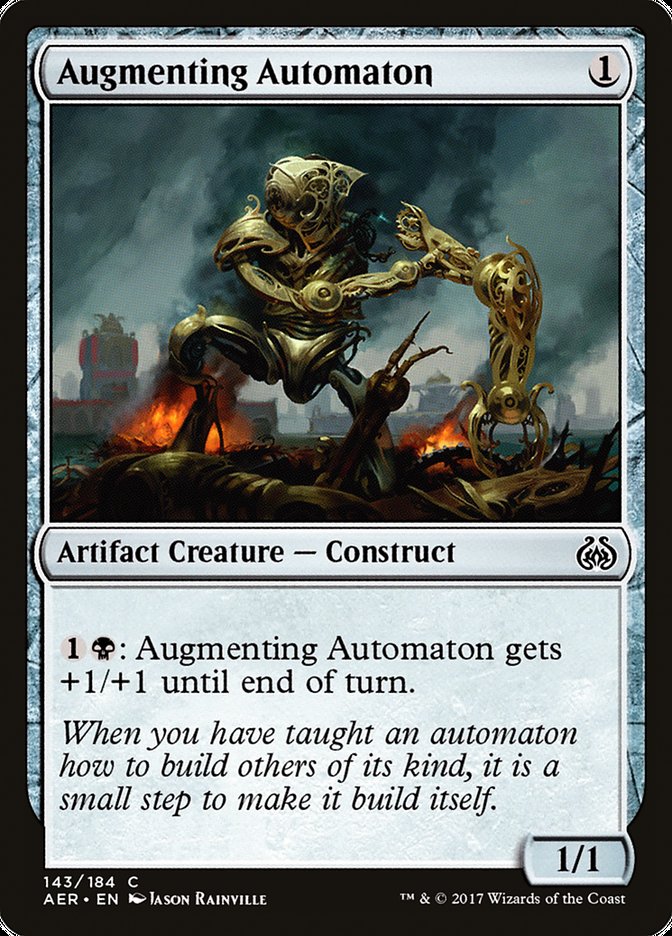 Augmenting Automaton 1
Artifact Creature — Construct
1: Augmenting Automaton gets
+1/+1 until end of turn.
When you have taught an automaton
how to build others of its kind, it is a
small step to make it build itself.
1/1
143/184 C
AER • EN Jason Rainville
™ & © 2017 Wizards of the Coast